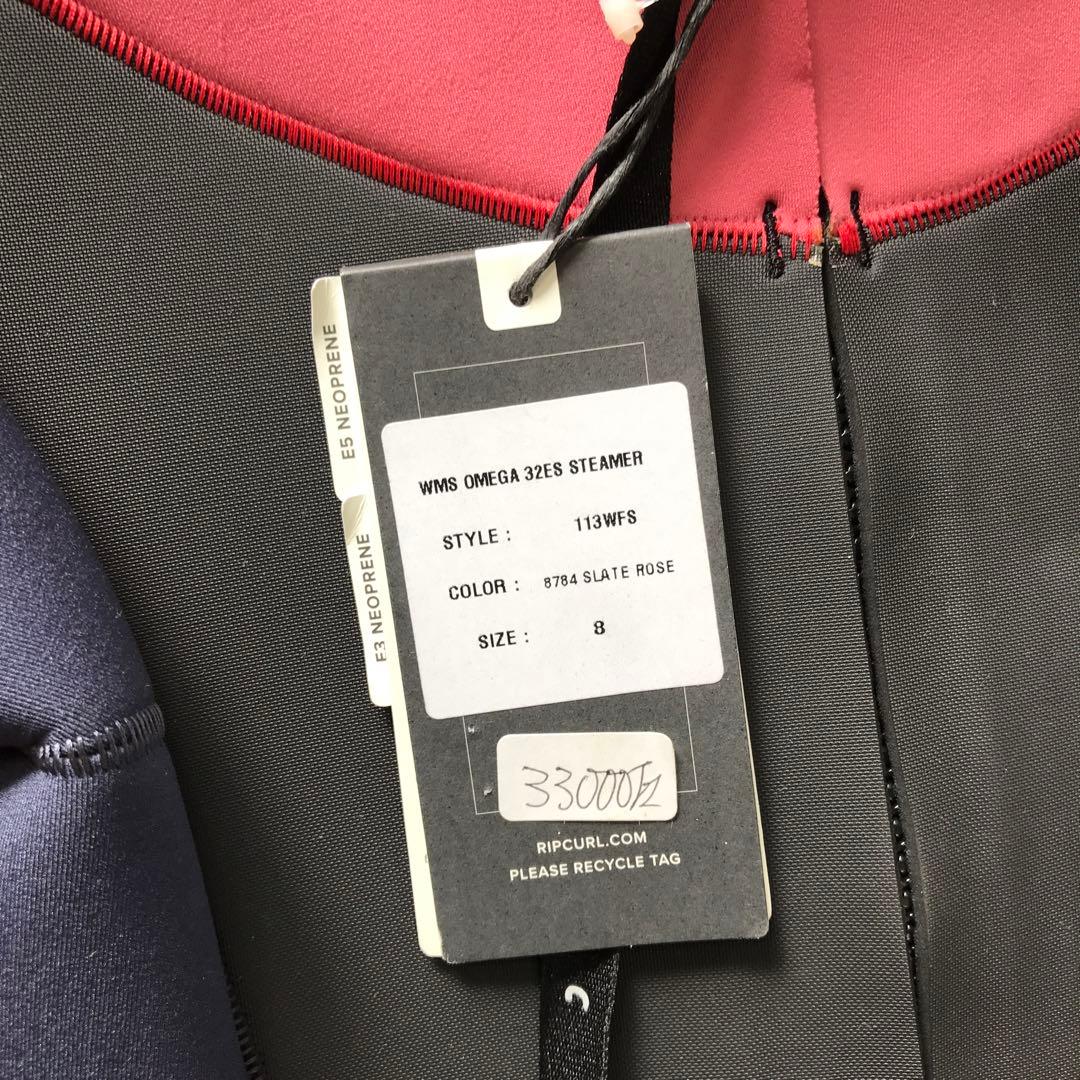 E5 NEOPRENE
E3 NEOPRENE
WMS OMEGA 32ES STEAMER
STYLE : 113WFS
COLOR : 8784 SLATE ROSE
SIZE : 8
33000円
RIPCURL.COM
PLEASE RECYCLE TAG
C